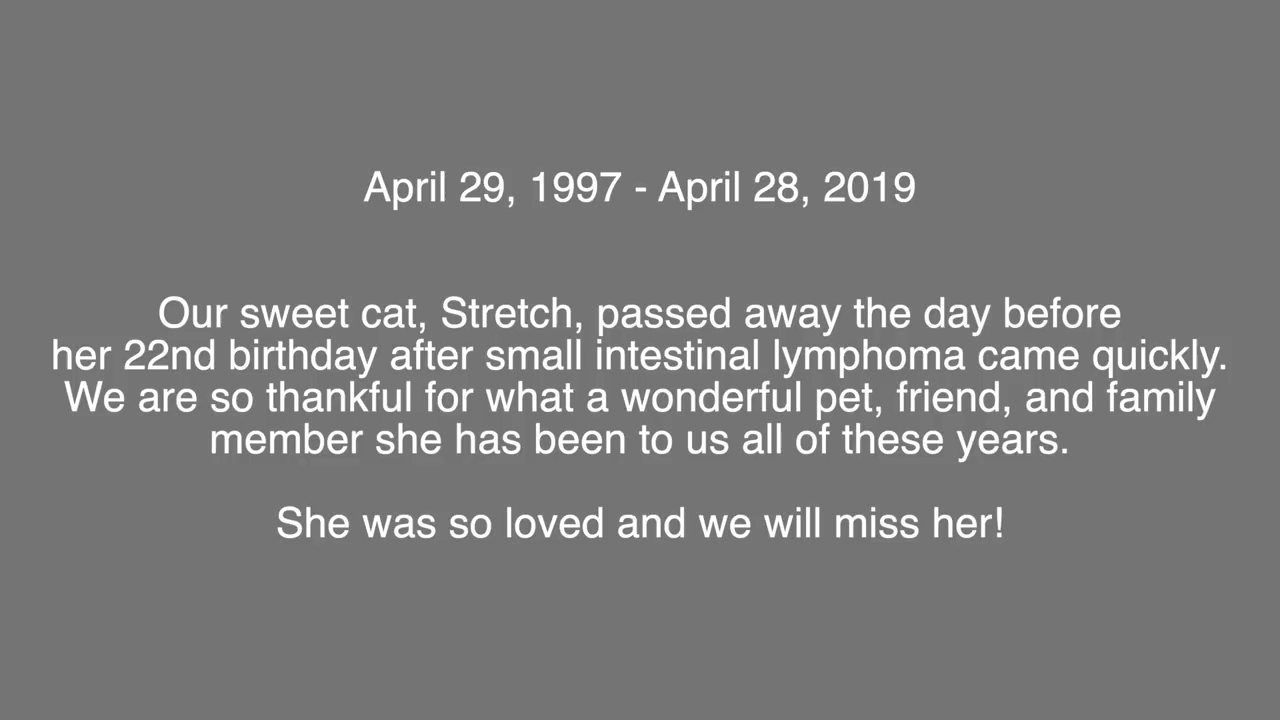 April 29, 1997 - April 28, 2019
Our sweet cat, Stretch, passed away the day before
her 22nd birthday after small intestinal lymphoma came quickly.
We are so thankful for what a wonderful pet, friend, and family
member she has been to us all of these years.
She was so loved and we will miss her!